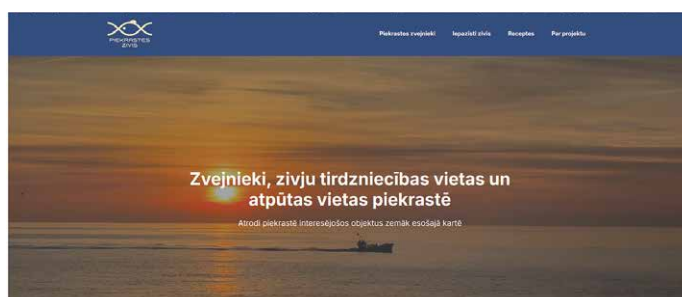 PIEKRASTES
ZIVIS
Piekrastes zvejnieki Iepazīsti zivis Receptes Par projektu
Zvejnieki, zivju tirdzniecības vietas un
atpūtas vietas piekrastē
Atrodi piekrastē interesējošos objektus zemāk esošajā kartē